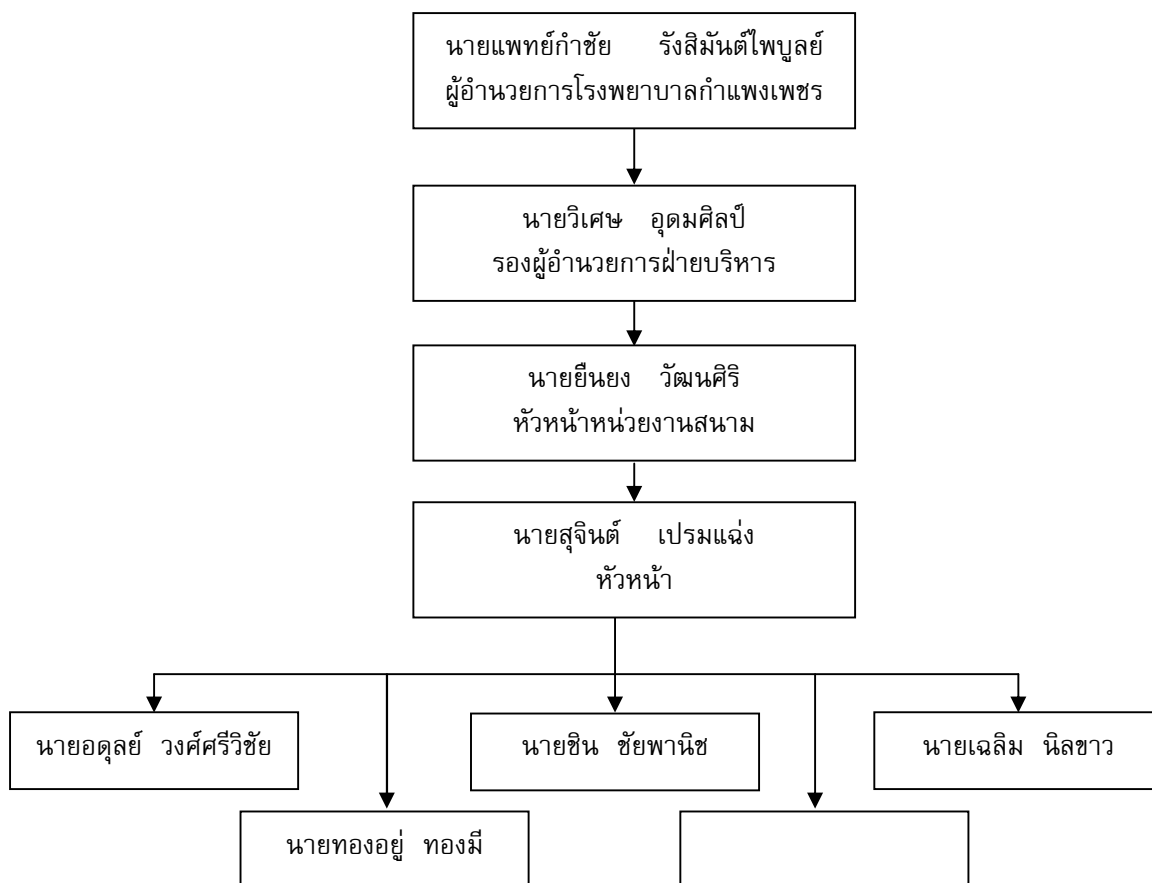 นายแพทย์กำชัย รังสิมันต์ไพบูลย์
ผู้อำนวยการโรงพยาบาลกำแพงเพชร
นายวิเศษ อุดมศิลป์
รองผู้อำนวยการฝ่ายบริหาร
นายยืนยง วัฒนศิริ
หัวหน้าหน่วยงานสนาม
นายสุจินต์ เปรมแฉ่ง
หัวหน้า
นายอดุลย์ วงศ์ศรีวิชัย
นายชิน ชัยพานิช
นายเฉลิม นิลขาว
นายทองอยู่ ทองมี